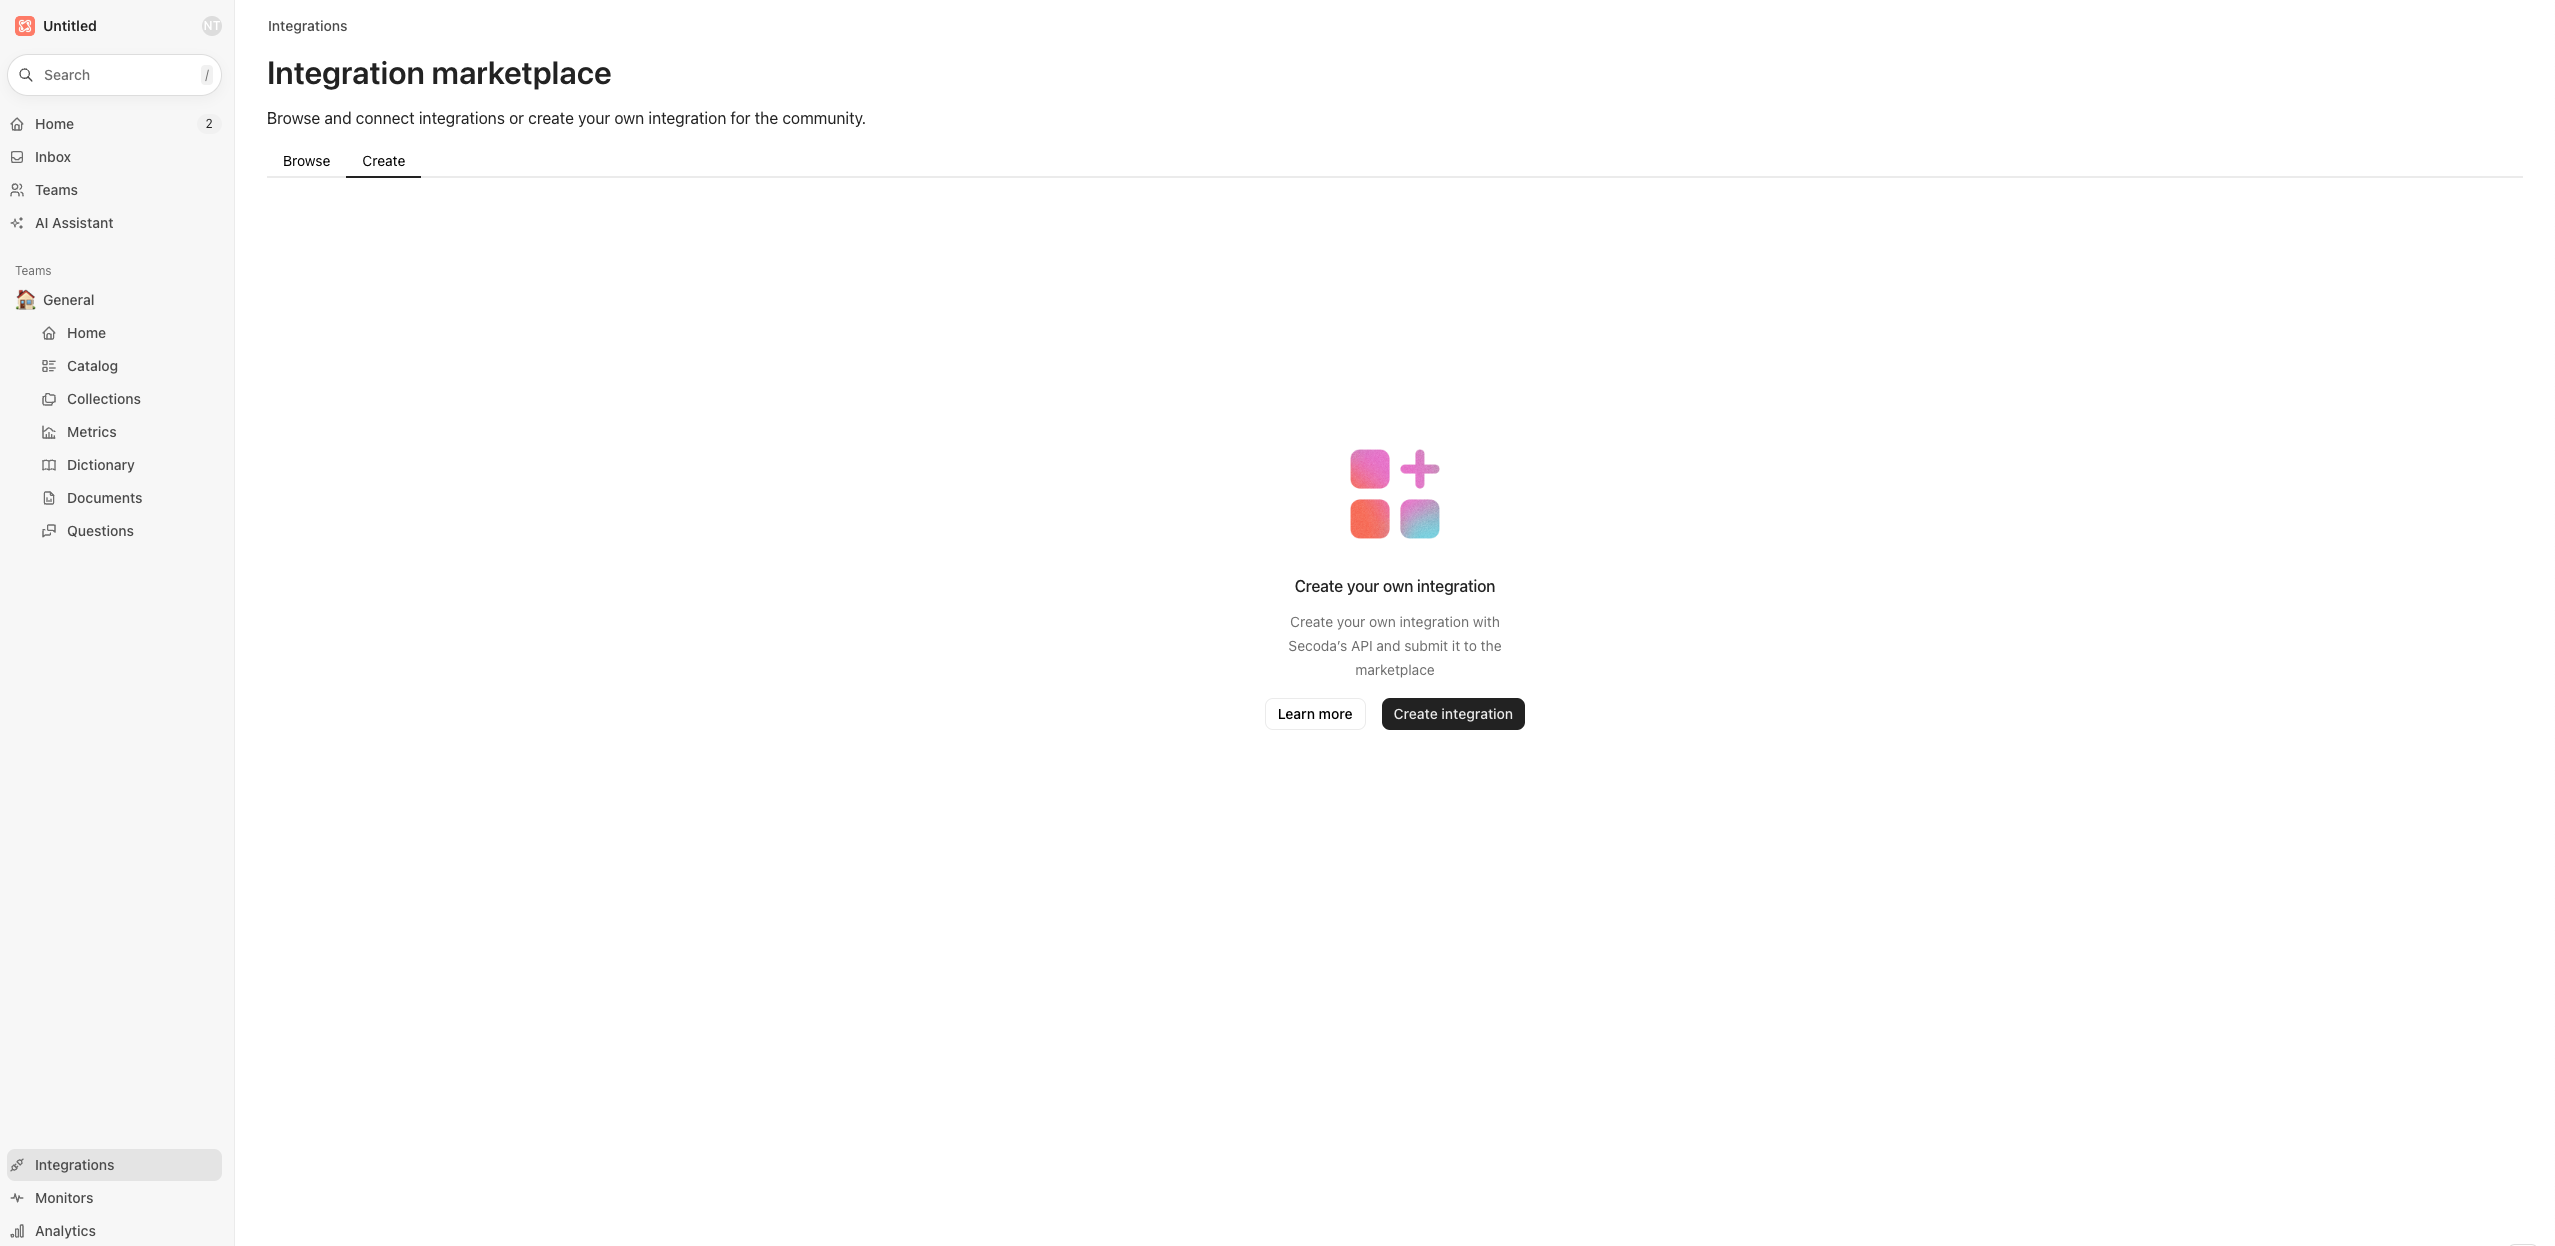 Untitled
NT
Search
/
Home
2
Inbox
Teams
AI Assistant
Teams
General
Home
Catalog
Collections
Metrics
Dictionary
Documents
Questions
Integrations
Monitors
Analytics
Integrations
Integration marketplace
Browse and connect integrations or create your own integration for the community.
Browse
Create
Create your own integration
Create your own integration with
Secoda's API and submit it to the
marketplace
Learn more
Create integration